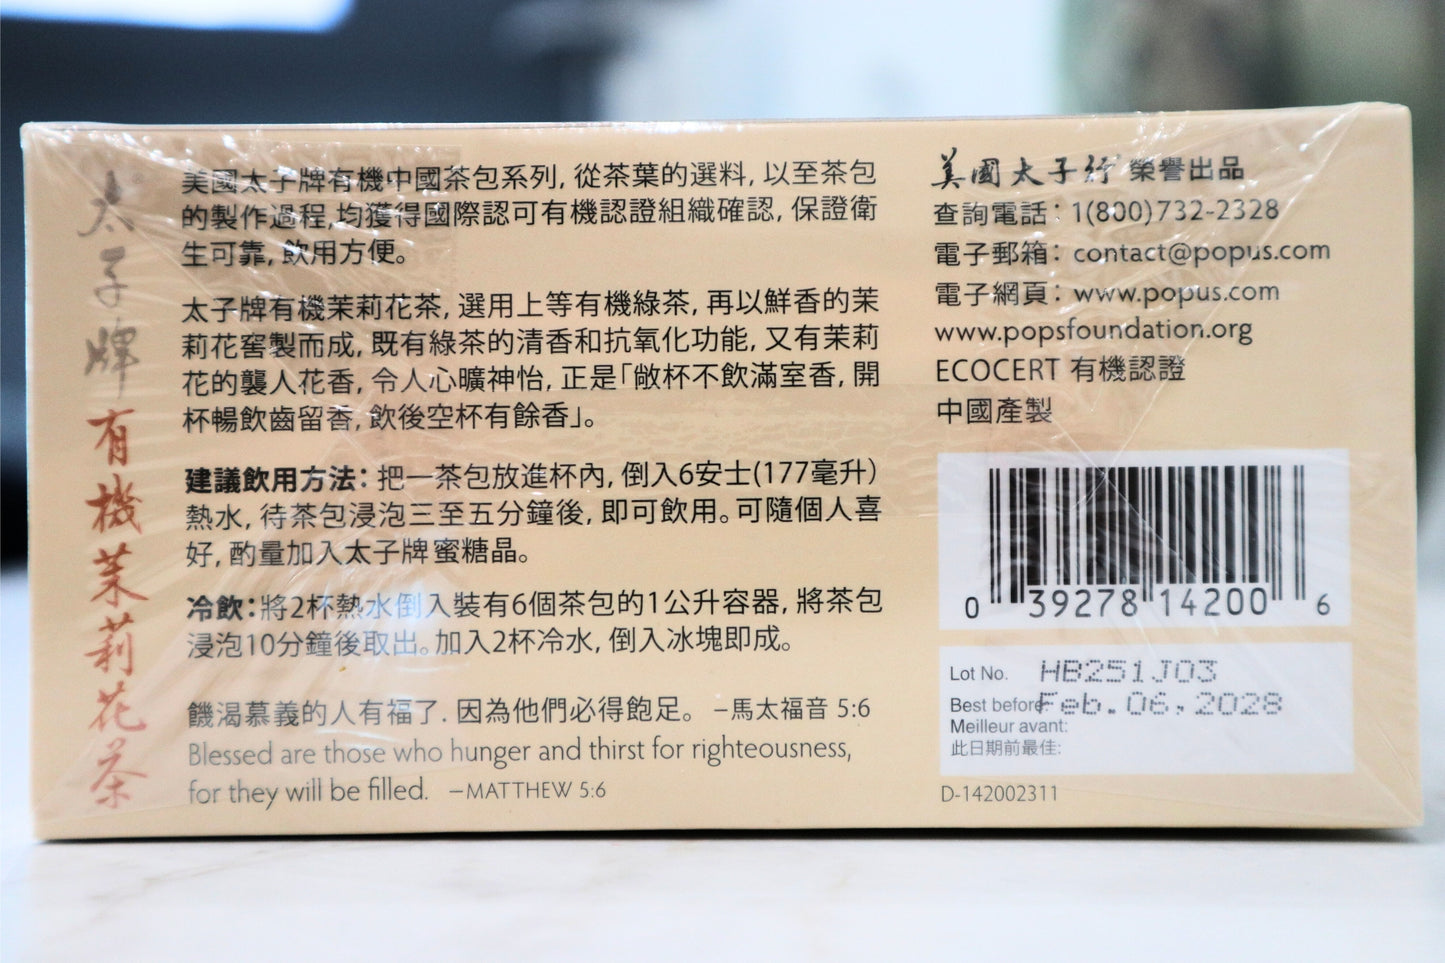 太子牌有機茉莉花茶
美國太子牌有機中國茶包系列, 從茶葉的選料, 以至茶包
的製作過程, 均獲得國際認可有機認證組織確認, 保證衛
生可靠, 飲用方便。
太子牌有機茉莉花茶, 選用上等有機綠茶, 再以鮮香的茉
莉花窨製而成, 既有綠茶的清香和抗氧化功能, 又有茉莉
花的襲人花香, 令人心曠神怡, 正是「敞杯不飲滿室香, 開
杯暢飲齒留香, 飲後空杯有餘香」。
建議飲用方法: 把一茶包放進杯內, 倒入6安士(177毫升)
熱水, 待茶包浸泡三至五分鐘後, 即可飲用。可隨個人喜
好, 酌量加入太子牌蜜糖晶。
冷飲: 將2杯熱水倒入裝有6個茶包的1公升容器, 將茶包
浸泡10分鐘後取出。加入2杯冷水, 倒入冰塊即成。
饑渴慕義的人有福了. 因為他們必得飽足。 –馬太福音 5:6
Blessed are those who hunger and thirst for righteousness,
for they will be filled. –MATTHEW 5:6
美國太子行 榮譽出品
查詢電話: 1(800)732-2328
電子郵箱: contact@popus.com
電子網頁: www.popus.com
www.popsfoundation.org
ECOCERT 有機認證
中國產製
0 39278 14200 6
Lot No. HB251J03
Best before Feb.06,2028
Meilleur avant:
此日期前最佳:
D-142002311